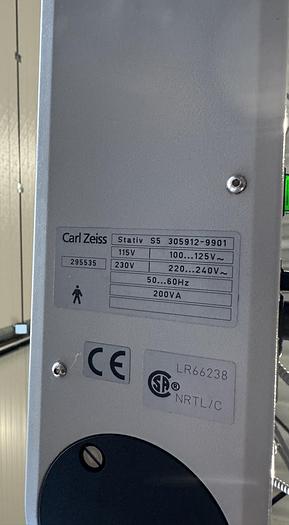 Carl Zeiss
295535
Stativ S5 305912-9901
115V 100...125V~
230V 220...240V~
50...60Hz
200VA
CE
LR66238
CSA®
NRTL/C